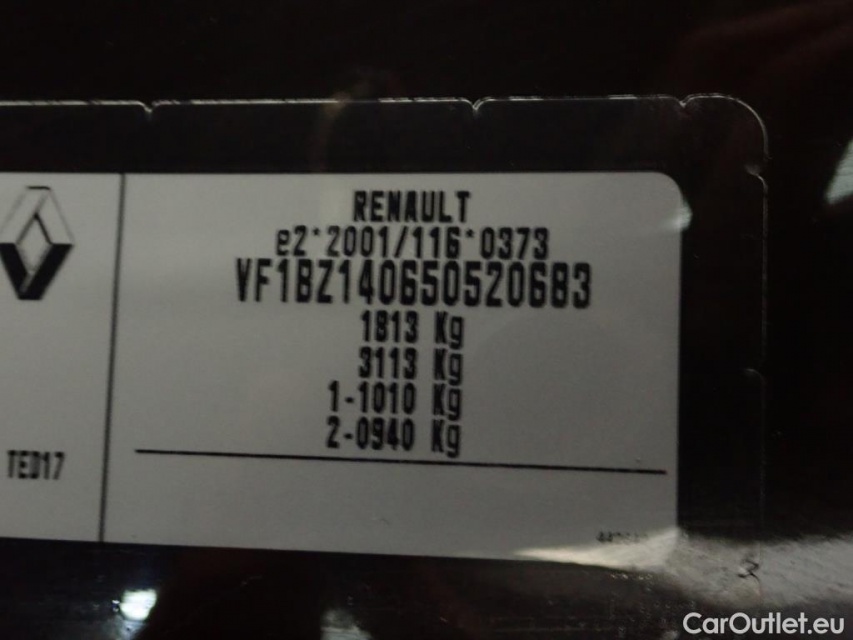 RENAULT
e2*2001/116*0373
VF1BZ140650520683
1813 Kg
3113 Kg
1-1010 Kg
2-0940 Kg
TED17
CarOutlet.eu